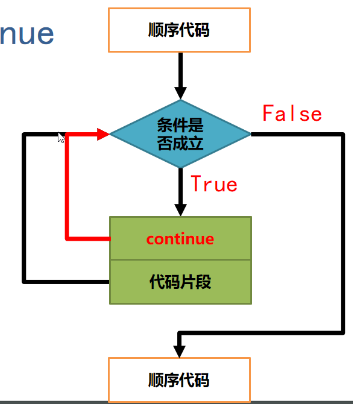 nue
顺序代码
条件是
否成立
False
True
continue
代码片段
顺序代码